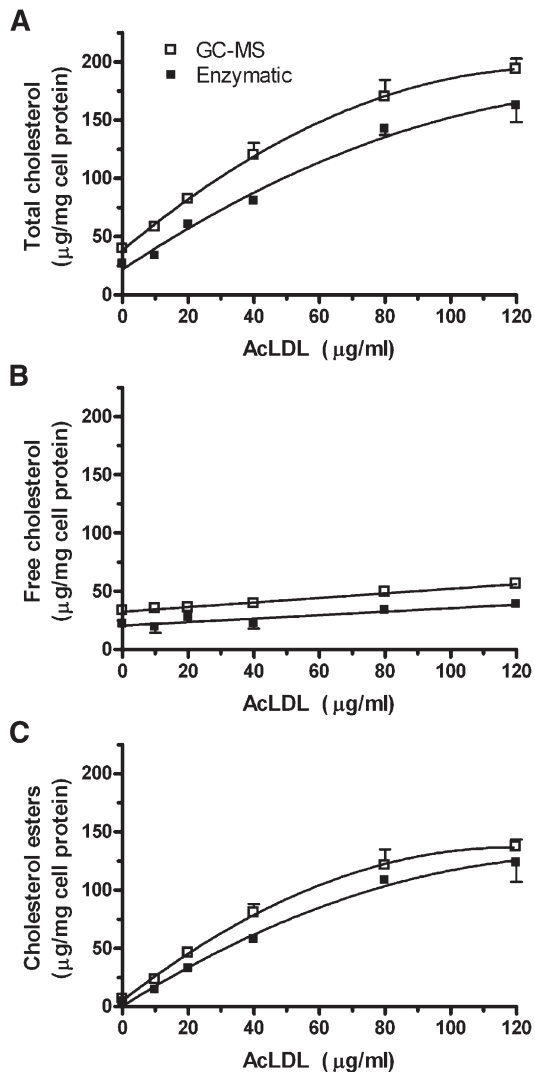 A
GC-MS
Enzymatic
Total cholesterol
(μg/mg cell protein)
200
150
100
50
0
0 20 40 60 80 100 120
AcLDL ( μg/ml)
B
Free cholesterol
(μg/mg cell protein)
200
150
100
50
0
0 20 40 60 80 100 120
AcLDL ( μg/ml)
C
Cholesterol esters
(μg/mg cell protein)
200
150
100
50
0
0 20 40 60 80 100 120
AcLDL ( μg/ml)